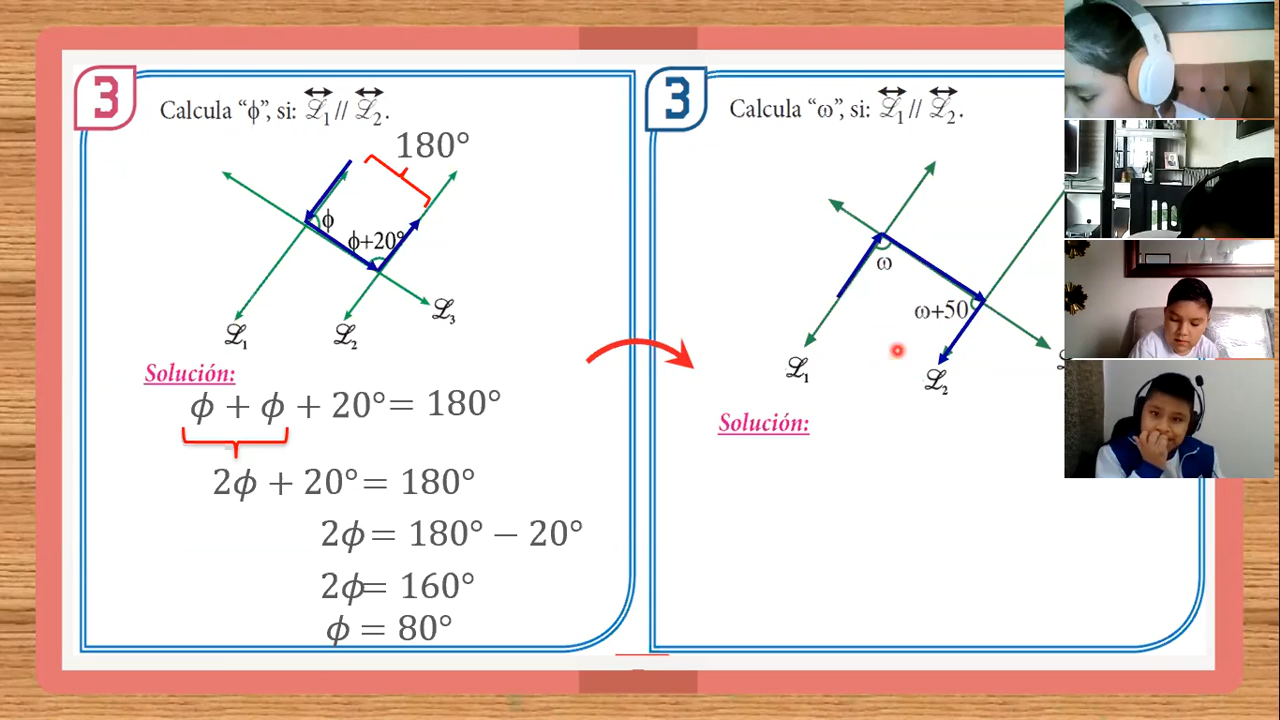 3
Calcula “ϕ”, si: ℒ₁ // ℒ₂.
180°
ϕ
ϕ+20°
ℒ₃
ℒ₁
ℒ₂
Solución:
ϕ + ϕ + 20° = 180°
2ϕ + 20° = 180°
2ϕ = 180° − 20°
2ϕ = 160°
ϕ = 80°
3
Calcula “ω”, si: ℒ₁ // ℒ₂.
ω
ω+50
ℒ₁
ℒ₂
Solución: